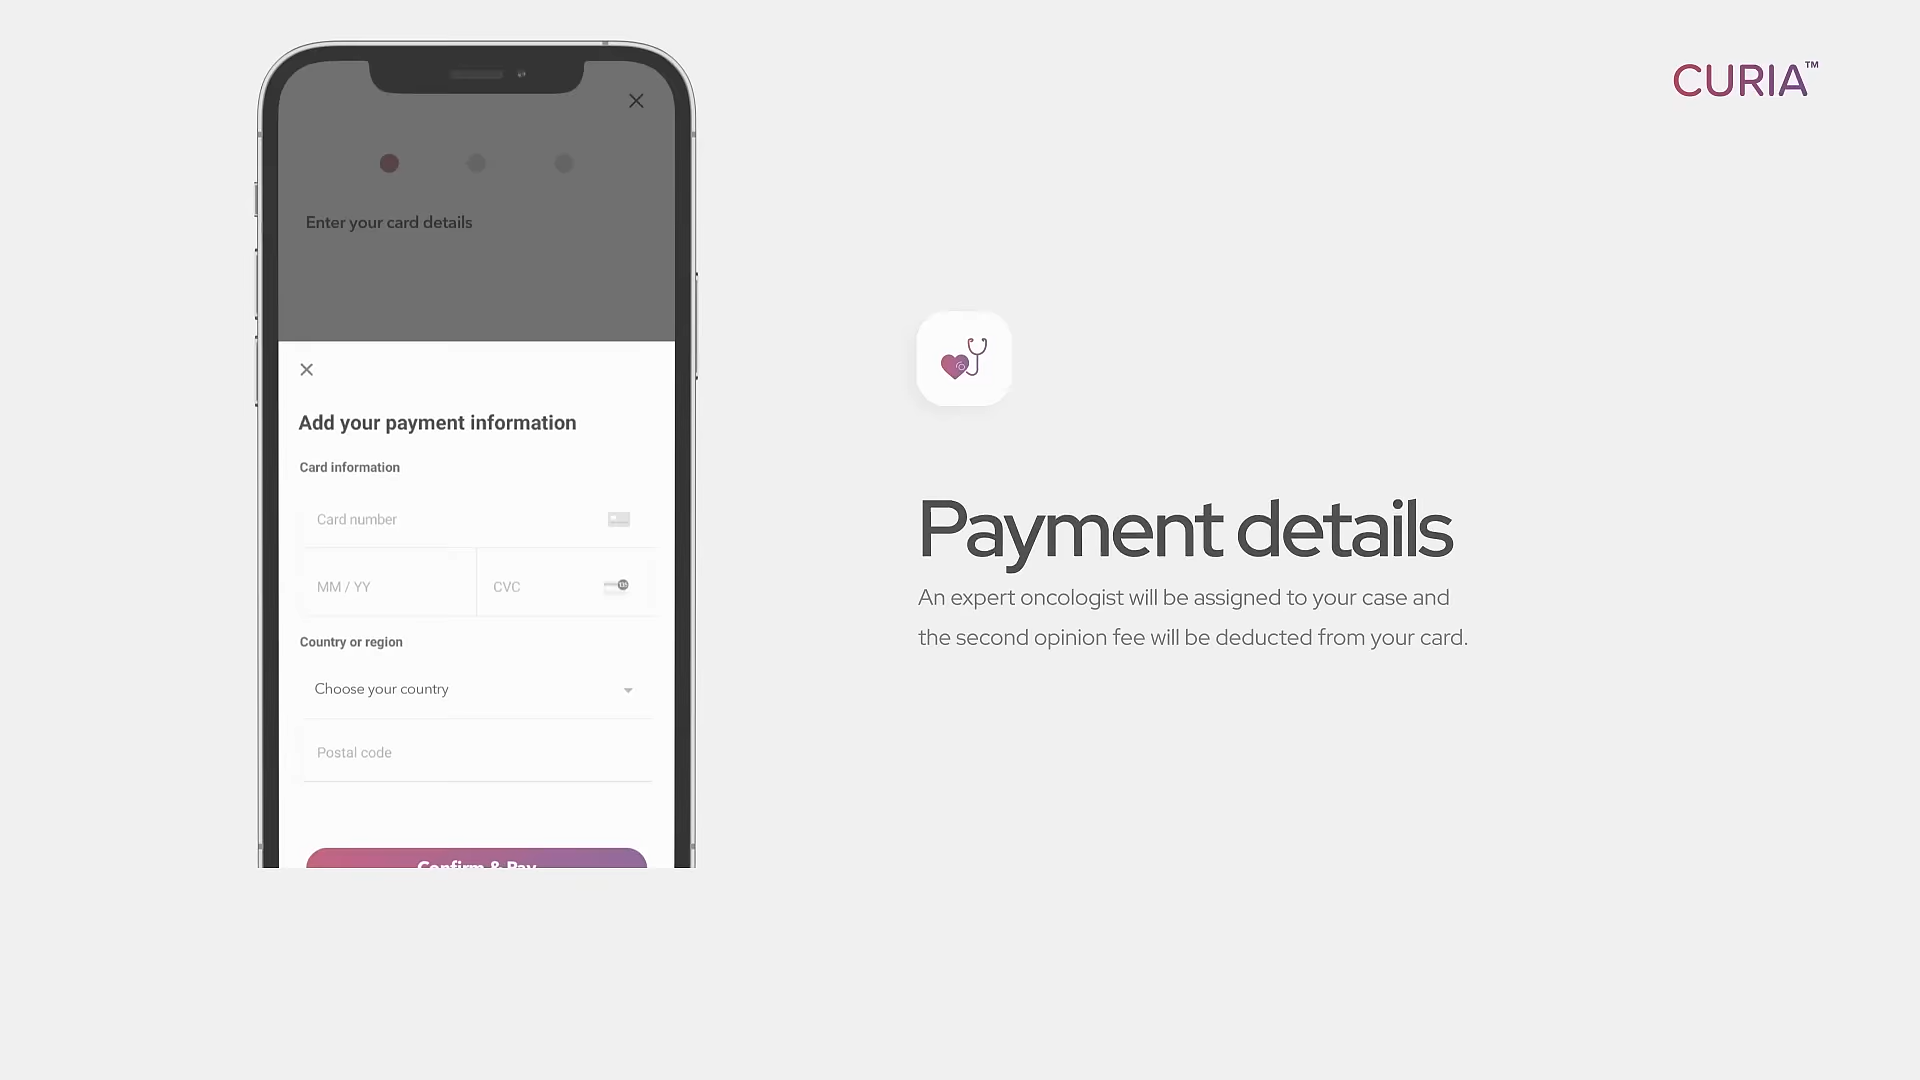 CURIA™
Enter your card details
Add your payment information
Card information
Card number
MM / YY
CVC
Country or region
Choose your country
Postal code
Confirm & Pay
Payment details
An expert oncologist will be assigned to your case and
the second opinion fee will be deducted from your card.